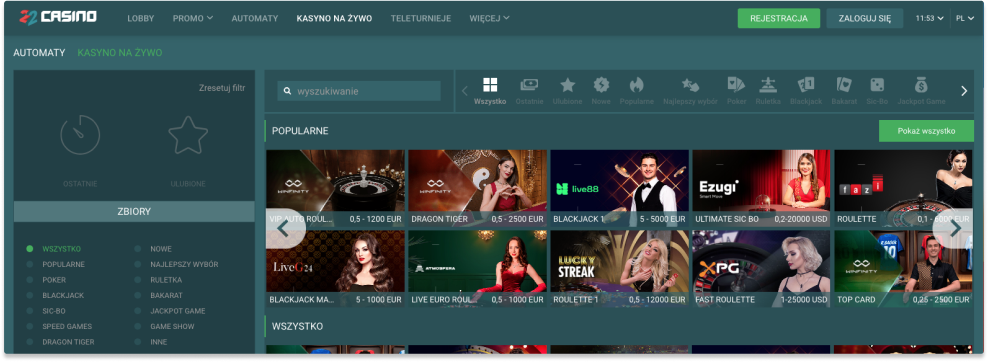 22 CASINO LOBBY PROMO AUTOMATY KASYNO NA ŻYWO TELETURNIEJE WIĘCEJ REJESTRACJA ZALOGUJ SIĘ 11:53 PL
AUTOMATY KASYNO NA ŻYWO
Zresetuj filtr
OSTATNIE ULUBIONE
ZBIORY
WSZYSTKO NOWE
POPULARNE NAJLEPSZY WYBÓR
POKER RULETKA
BLACKJACK BAKARAT
SIC-BO JACKPOT GAME
SPEED GAMES GAME SHOW
DRAGON TIGER INNE
wyszukiwanie
Wszystko Ostatnie Ulubione Nowe Popularne Najlepszy wybór Poker Ruletka Blackjack Bakarat Sic-Bo Jackpot Game
POPULARNE Pokaż wszystko
WINFINITY WINFINITY live88 Ezugi fazi
Smart Move
VIP AUTO ROUL... 0,5 - 1200 EUR DRAGON TIGER 0,5 - 2500 EUR BLACKJACK 1 5 - 5000 EUR ULTIMATE SIC BO 0,2-20000 USD ROULETTE 0,1 - 6000 EUR
LiveG24 ATMOSFERA LUCKY STREAK XPG WINFINITY
BLACKJACK MA... 5 - 1000 EUR LIVE EURO ROUL... 0,5 - 1000 EUR ROULETTE 1 0,5 - 12000 EUR FAST ROULETTE 1-25000 USD TOP CARD 0,25 - 2500 EUR
WSZYSTKO